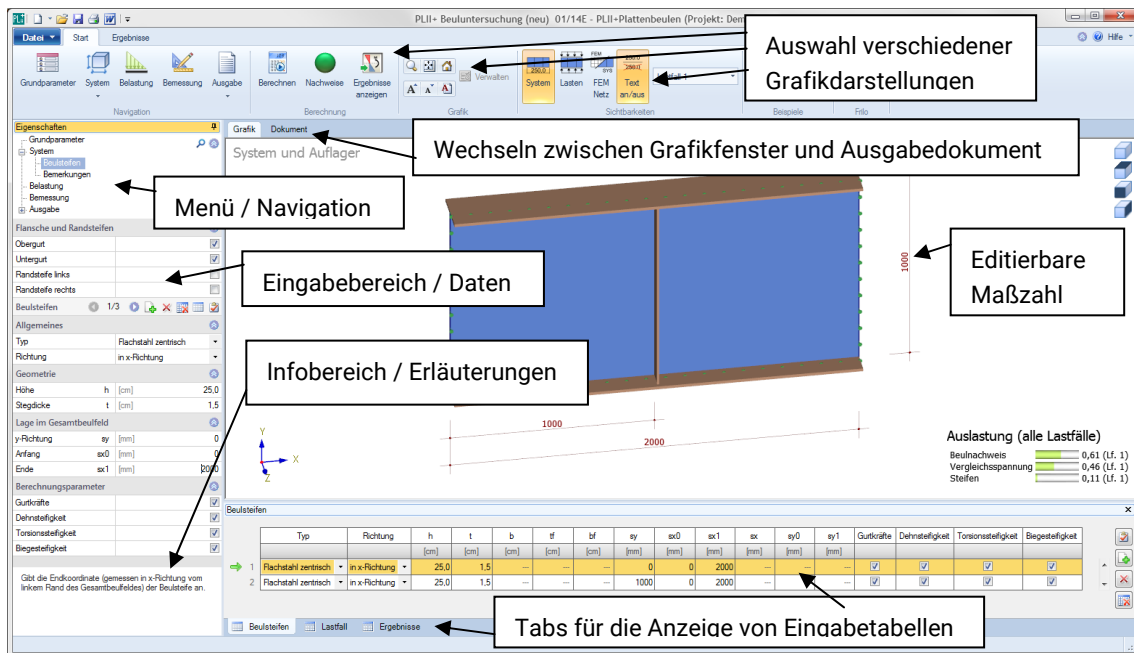 PLII+ Beuluntersuchung (neu) 01/14E - PLII+Plattenbeulen (Projekt: Dem
Datei Start Ergebnisse Hilfe
Grundparameter System Belastung Bemessung Ausgabe
Navigation
Berechnen Nachweise Ergebnisse anzeigen
Berechnung
Verwalten
Grafik
System Lasten FEM Netz Text an/aus
Sichtbarkeiten
Beispiele
Frilo
Auswahl verschiedener
Grafikdarstellungen
Eigenschaften
Grundparameter
System
Beulsteifen
Bemerkungen
Belastung
Bemessung
Ausgabe
Menü / Navigation
Grafik Dokument
System und Auflager
Wechseln zwischen Grafikfenster und Ausgabedokument
Flansche und Randsteifen
Obergurt
Untergurt
Randsteife links
Randsteife rechts
Eingabebereich / Daten
Beulsteifen 1/3
Allgemeines
Typ Flachstahl zentrisch
Richtung in x-Richtung
Geometrie
Höhe h [cm] 25,0
Stegdicke t [cm] 1,5
Infobereich / Erläuterungen
Lage im Gesamtbeulfeld
y-Richtung sy [mm] 0
Anfang sx0 [mm] 0
Ende sx1 [mm] 2000
Berechnungsparameter
Gurtkräfte
Dehnsteifigkeit
Torsionssteifigkeit
Biegesteifigkeit
Gibt die Endkoordinate (gemessen in x-Richtung vom
linkem Rand des Gesamtbeulfeldes) der Beulsteife an.
1000
Editierbare
Maßzahl
1000
2000
Y
X
Z
Auslastung (alle Lastfälle)
Beulnachweis 0,61 (Lf. 1)
Vergleichsspannung 0,46 (Lf. 1)
Steifen 0,11 (Lf. 1)
Beulsteifen
Typ Richtung h t b tf bf sy sx0 sx1 sx sy0 sy1 Gurtkräfte Dehnsteifigkeit Torsionssteifigkeit Biegesteifigkeit
[cm] [cm] [cm] [cm] [cm] [mm] [mm] [mm] [mm] [mm] [mm]
1 Flachstahl zentrisch in x-Richtung 25,0 1,5 --- --- --- 0 0 2000 --- --- ---
2 Flachstahl zentrisch in x-Richtung 25,0 1,5 --- --- --- 1000 0 2000 --- --- ---
Beulsteifen Lastfall Ergebnisse
Tabs für die Anzeige von Eingabetabellen